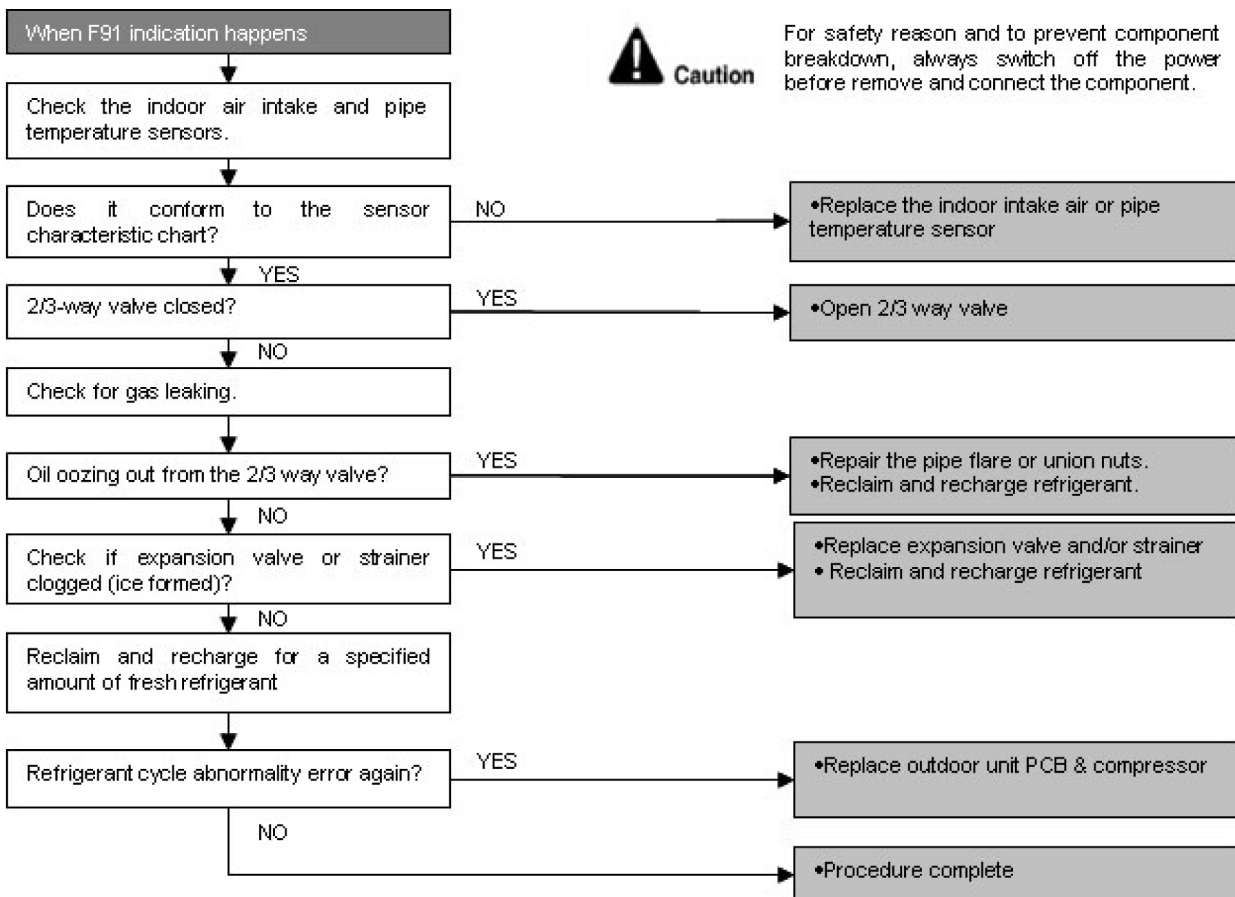 When F91 indication happens
Caution
For safety reason and to prevent component
breakdown, always switch off the power
before remove and connect the component.
Check the indoor air intake and pipe
temperature sensors.
Does it conform to the sensor
characteristic chart?
NO
•Replace the indoor intake air or pipe
temperature sensor
YES
2/3-way valve closed?
YES
•Open 2/3 way valve
NO
Check for gas leaking.
Oil oozing out from the 2/3 way valve?
YES
•Repair the pipe flare or union nuts.
•Reclaim and recharge refrigerant.
NO
Check if expansion valve or strainer
clogged (ice formed)?
YES
•Replace expansion valve and/or strainer
• Reclaim and recharge refrigerant
NO
Reclaim and recharge for a specified
amount of fresh refrigerant
Refrigerant cycle abnormality error again?
YES
•Replace outdoor unit PCB & compressor
NO
•Procedure complete